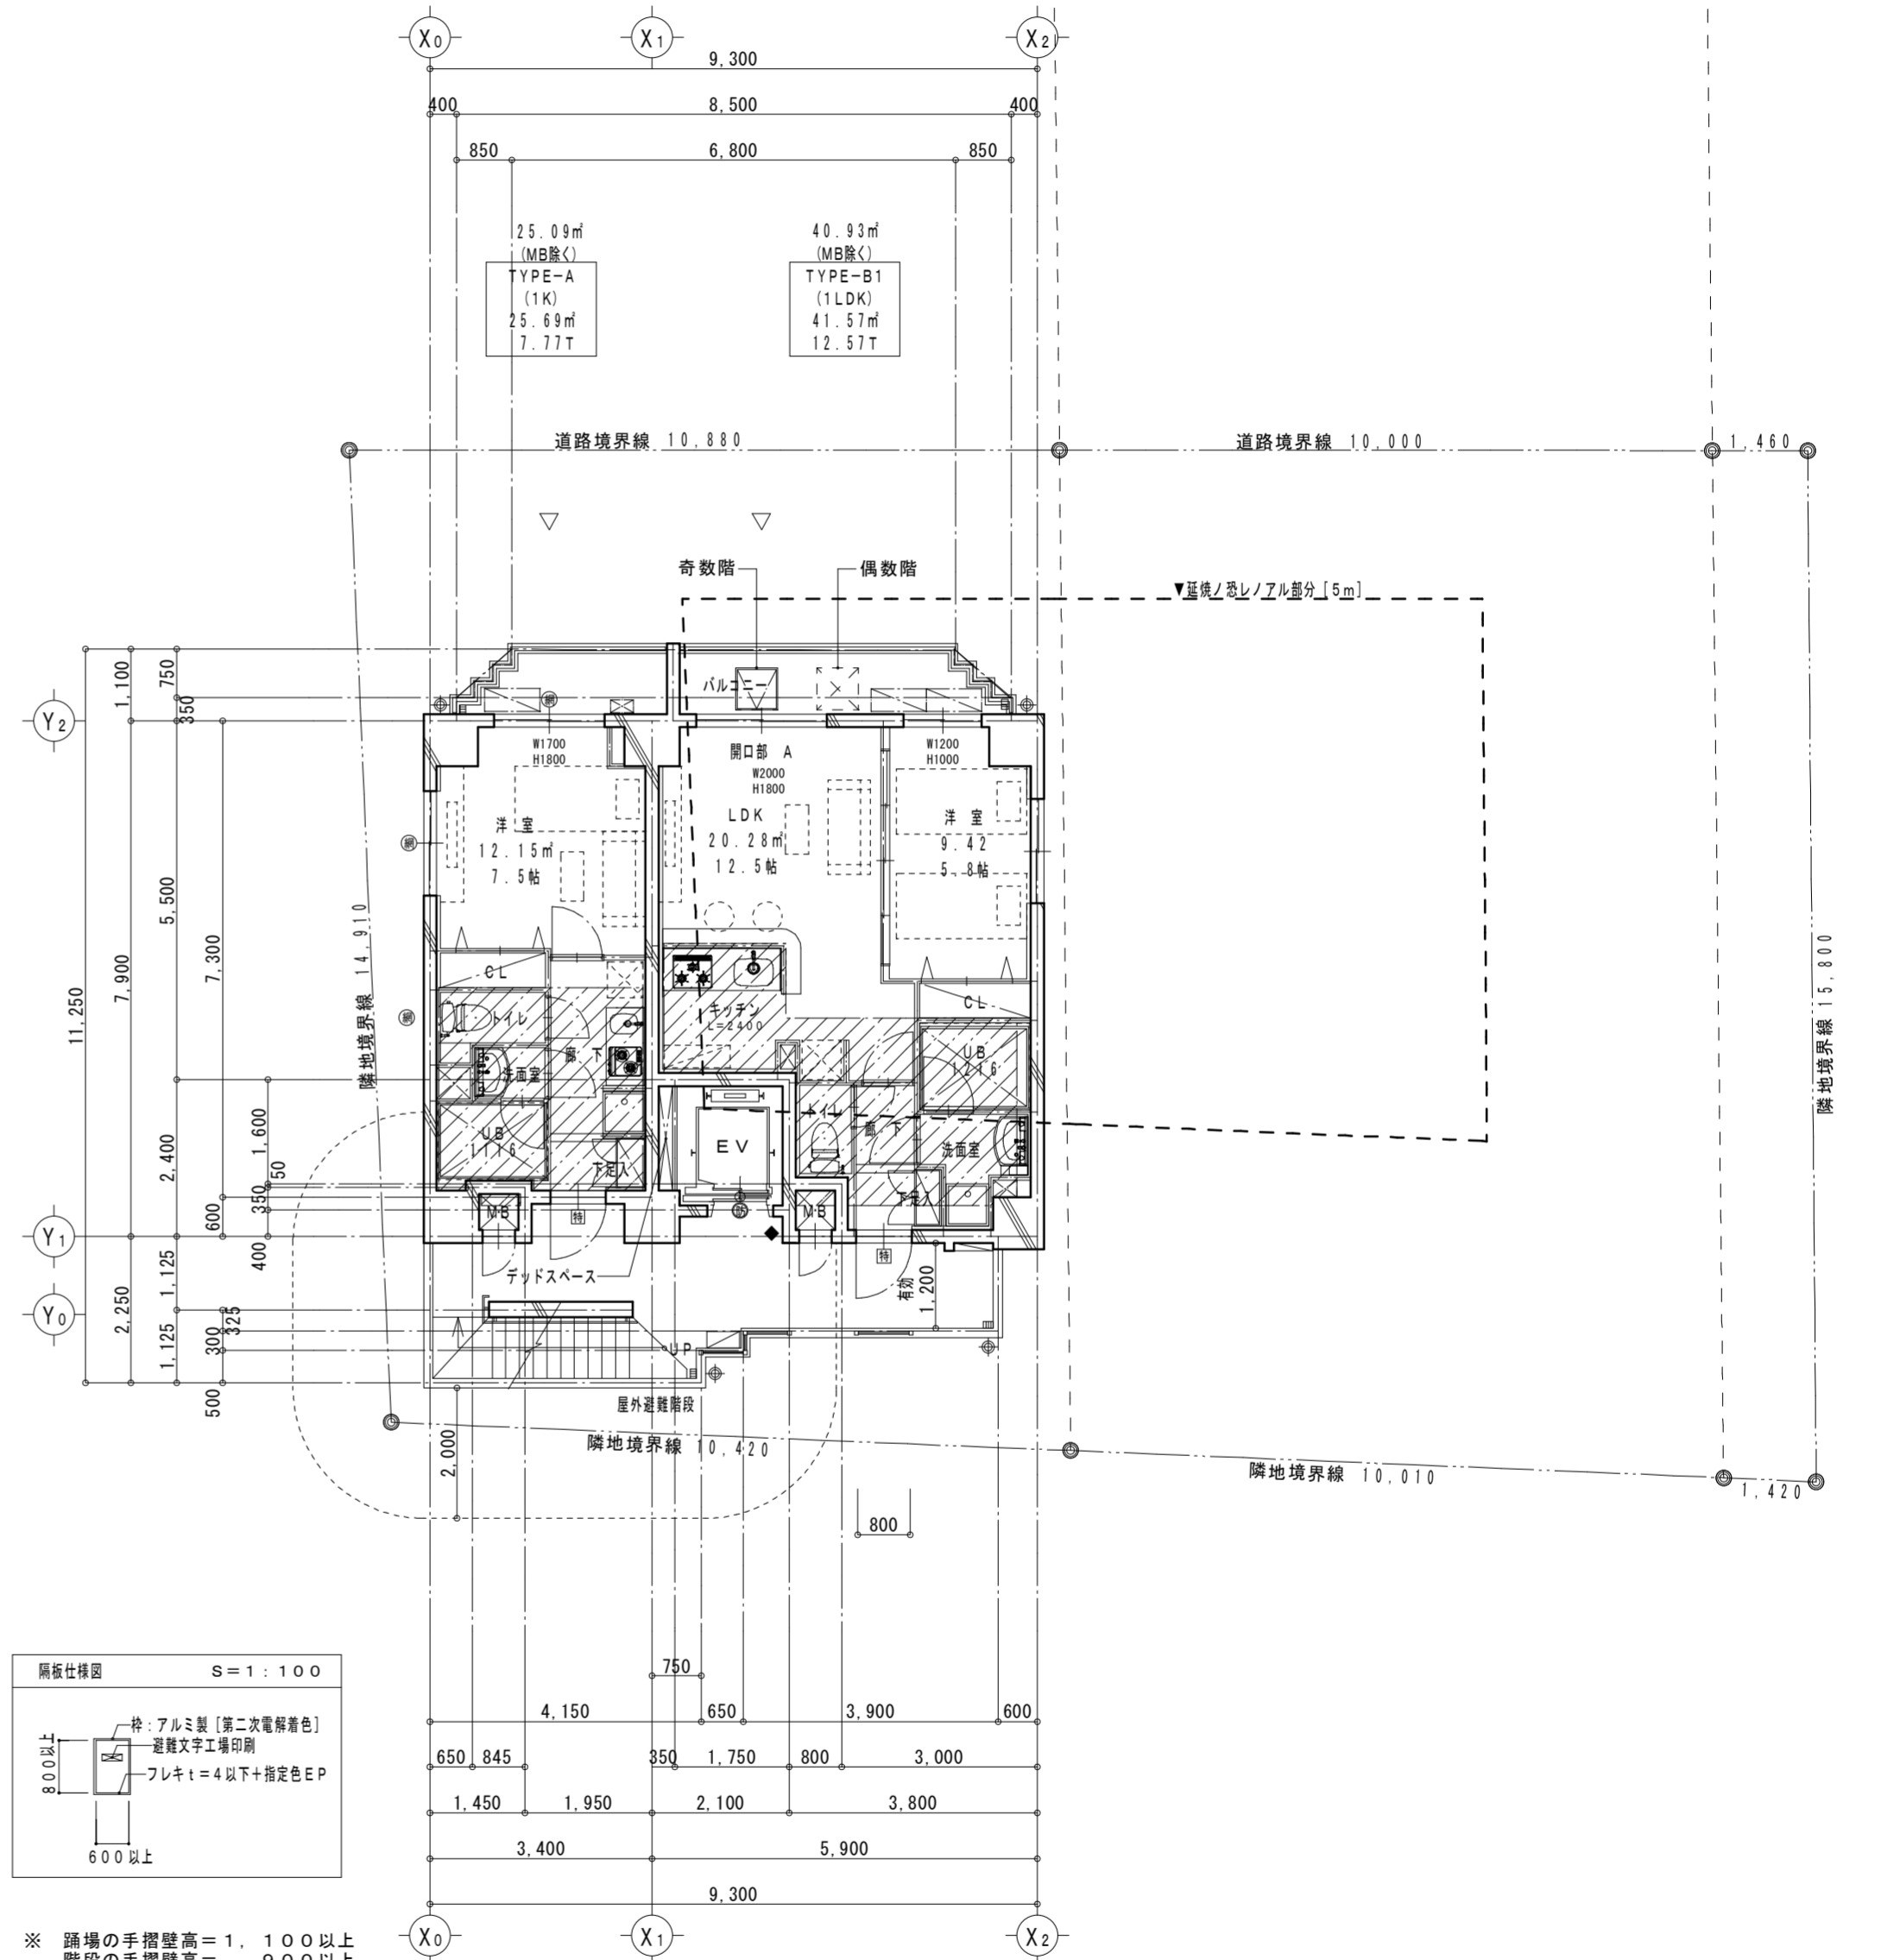 X0
X1
X2
9,300
400
8,500
400
850
6,800
850
25.09㎡
(MB除く)
TYPE-A
(1K)
25.69㎡
7.77T
40.93㎡
(MB除く)
TYPE-B1
(1LDK)
41.57㎡
12.57T
道路境界線 10,880
道路境界線 10,000
1,460
奇数階
偶数階
▼延焼ノ恐レノアル部分[5m]
1,100
750
350
バルコニー
Y2
W1700
H1800
開口部 A
W2000
H1800
W1200
H1000
洋 室
12.15㎡
7.5帖
LDK
20.28㎡
12.5帖
洋 室
9.42
5.8帖
11,250
7,900
5,500
7,300
隣地境界線 14,910
隣地境界線 15,800
CL
トイレ
廊 下
洗面室
UB
1116
下足入
キッチン
L=2400
CL
UB
1216
トイレ
廊 下
洗面室
下足入
EV
MB
MB
特
特
2,400
1,600
50
350
600
400
Y1
デッドスペース
有効
1,200
Y0
2,250
1,125
325
300
1,125
500
UP
屋外避難階段
2,000
隣地境界線 10,420
隣地境界線 10,010
1,420
800
隔板仕様図 S=1:100
枠:アルミ製[第二次電解着色]
避難文字工場印刷
フレキt=4以下+指定色EP
800以上
600以上
750
4,150
650
3,900
600
650
845
350
1,750
800
3,000
1,450
1,950
2,100
3,800
3,400
5,900
9,300
X0
X1
X2
※ 踊場の手摺壁高=1,100以上
階段の手摺壁高= 900以上